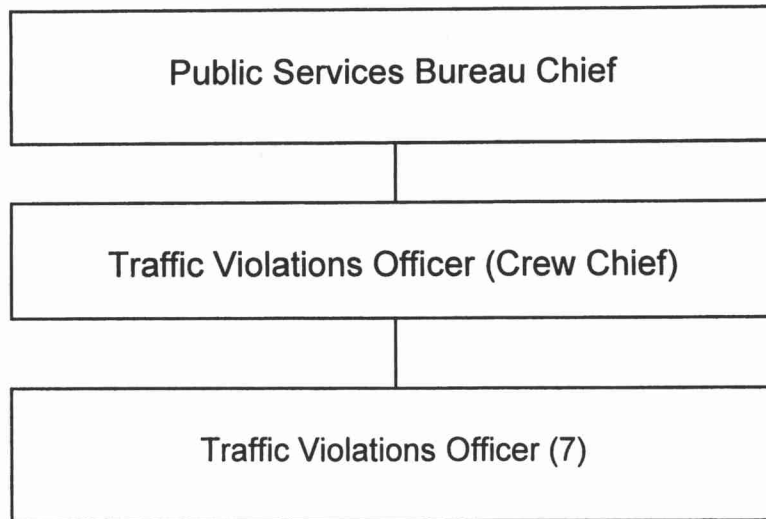 Public Services Bureau Chief
Traffic Violations Officer (Crew Chief)
Traffic Violations Officer (7)